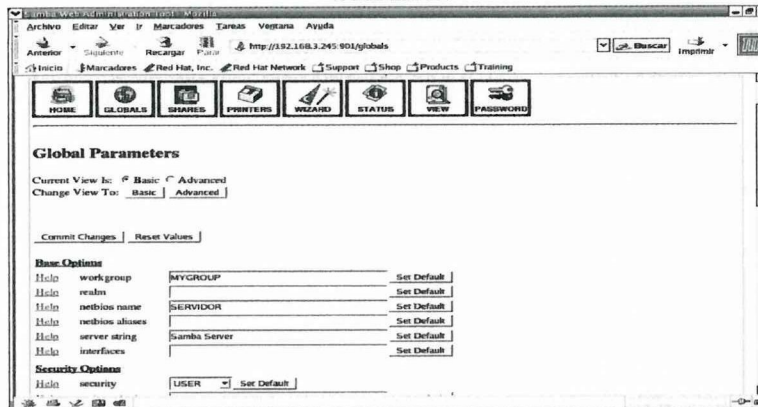 Samba Web Administration Tool - Mozilla
Archivo Editar Ver Ir Marcadores Tareas Ventana Ayuda
Anterior Siguiente Recargar Parar http://192.168.3.245:901/globals Buscar Imprimir
Inicio Marcadores Red Hat, Inc. Red Hat Network Support Shop Products Training
HOME GLOBALS SHARES PRINTERS WIZARD STATUS VIEW PASSWORD
Global Parameters
Current View Is: Basic Advanced
Change View To: Basic Advanced
Commit Changes Reset Values
Base Options
Help workgroup MYGROUP Set Default
Help realm Set Default
Help netbios name SERVIDOR Set Default
Help netbios aliases Set Default
Help server string Samba Server Set Default
Help interfaces Set Default
Security Options
Help security USER Set Default